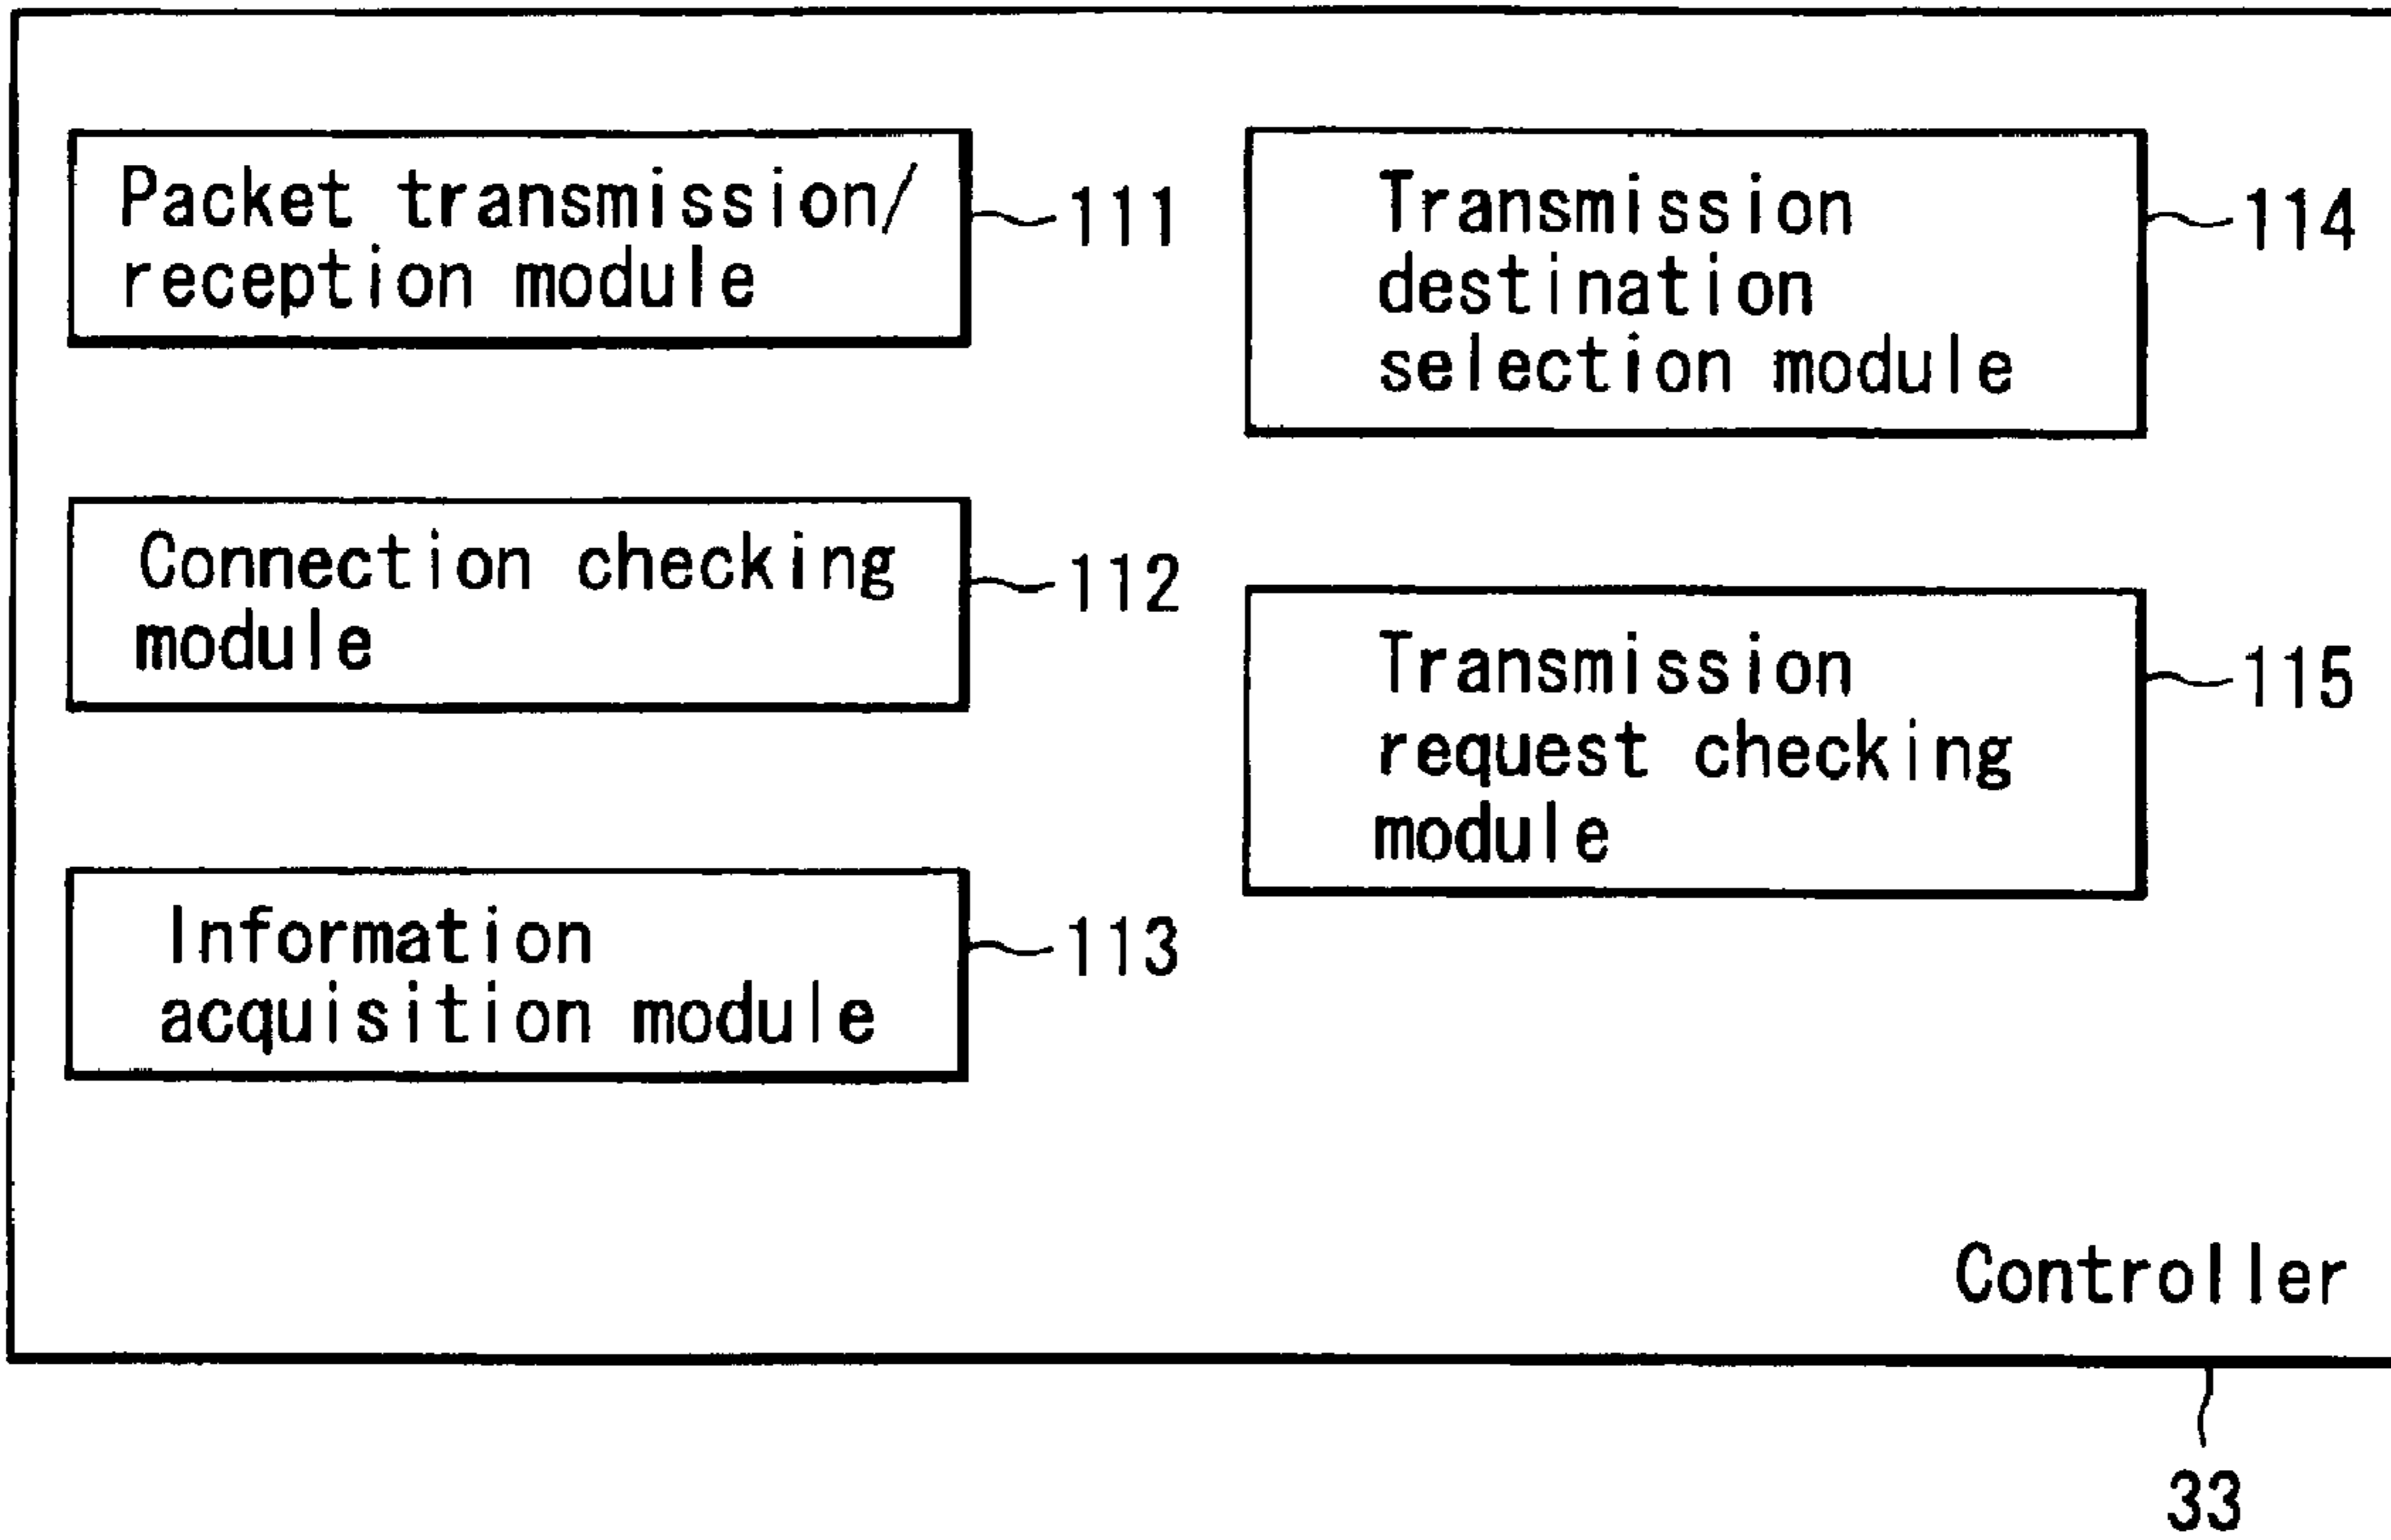 Packet transmission/
reception module
111
Connection checking
module
112
Information
acquisition module
113
Transmission
destination
selection module
114
Transmission
request checking
module
115
Controller
33